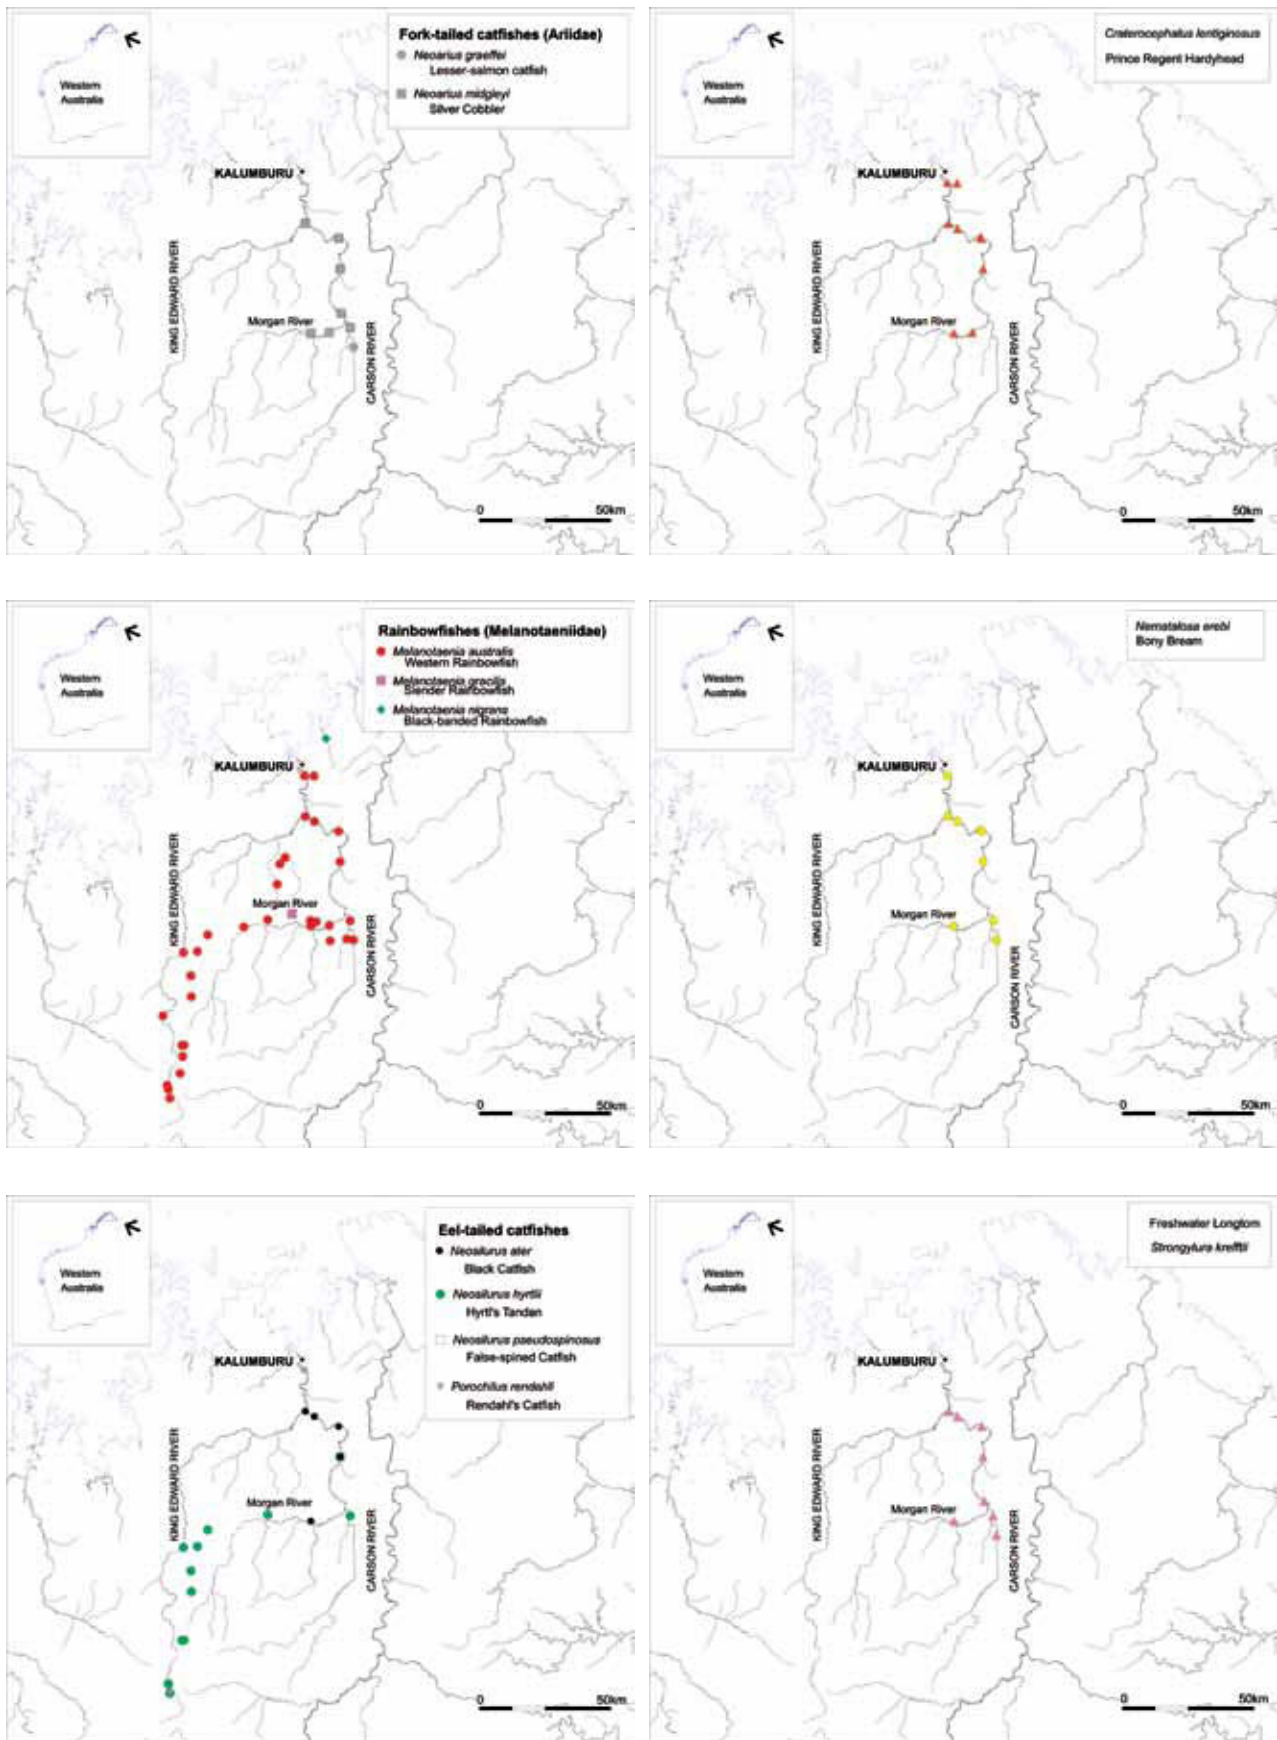 Western
Australia
Fork-tailed catfishes (Ariidae)
Neoarius graeffei
Lesser-salmon catfish
Neoarius midgleyi
Silver Cobbler
KALUMBURU
KING EDWARD RIVER
Morgan River
CARSON RIVER
0 50km
Western
Australia
Craterocephalus lentiginosus
Prince Regent Hardyhead
KALUMBURU
KING EDWARD RIVER
Morgan River
CARSON RIVER
0 50km
Western
Australia
Rainbowfishes (Melanotaeniidae)
Melanotaenia australis
Western Rainbowfish
Melanotaenia gracilis
Slender Rainbowfish
Melanotaenia nigrans
Black-banded Rainbowfish
KALUMBURU
KING EDWARD RIVER
Morgan River
CARSON RIVER
0 50km
Western
Australia
Nematalosa erebi
Bony Bream
KALUMBURU
KING EDWARD RIVER
Morgan River
CARSON RIVER
0 50km
Western
Australia
Eel-tailed catfishes
Neosilurus ater
Black Catfish
Neosilurus hyrtlii
Hyrtl's Tandan
Neosilurus pseudospinosus
False-spined Catfish
Porochilus rendahli
Rendahl's Catfish
KALUMBURU
KING EDWARD RIVER
Morgan River
CARSON RIVER
0 50km
Western
Australia
Freshwater Longtom
Strongylura krefftii
KALUMBURU
KING EDWARD RIVER
Morgan River
CARSON RIVER
0 50km